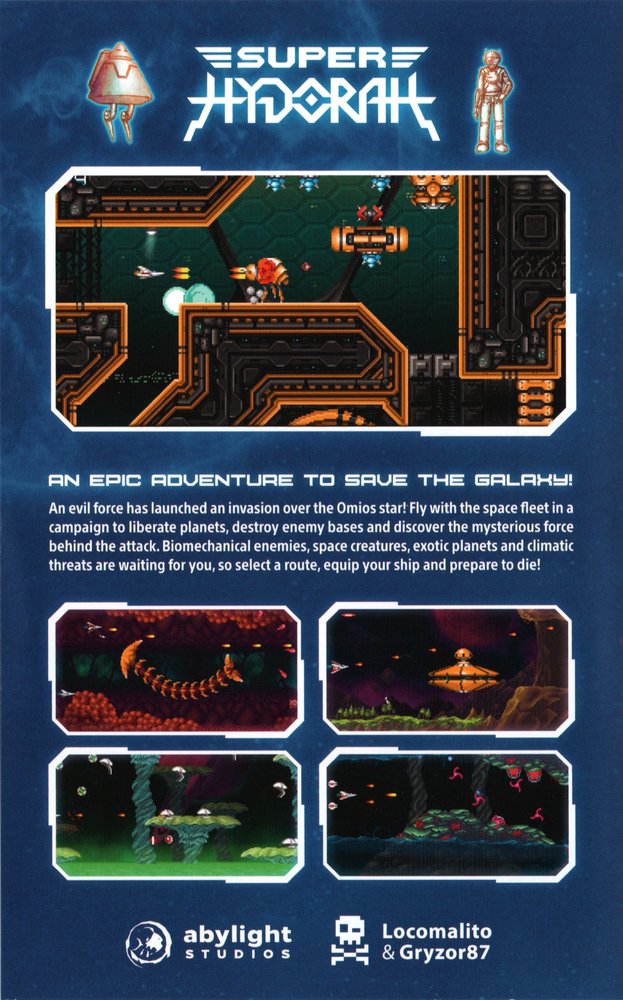 SUPER
HYDORAH
AN EPIC ADVENTURE TO SAVE THE GALAXY!
An evil force has launched an invasion over the Omios star! Fly with the space fleet in a
campaign to liberate planets, destroy enemy bases and discover the mysterious force
behind the attack. Biomechanical enemies, space creatures, exotic planets and climatic
threats are waiting for you, so select a route, equip your ship and prepare to die!
abylight
STUDIOS
Locomalito
& Gryzor87